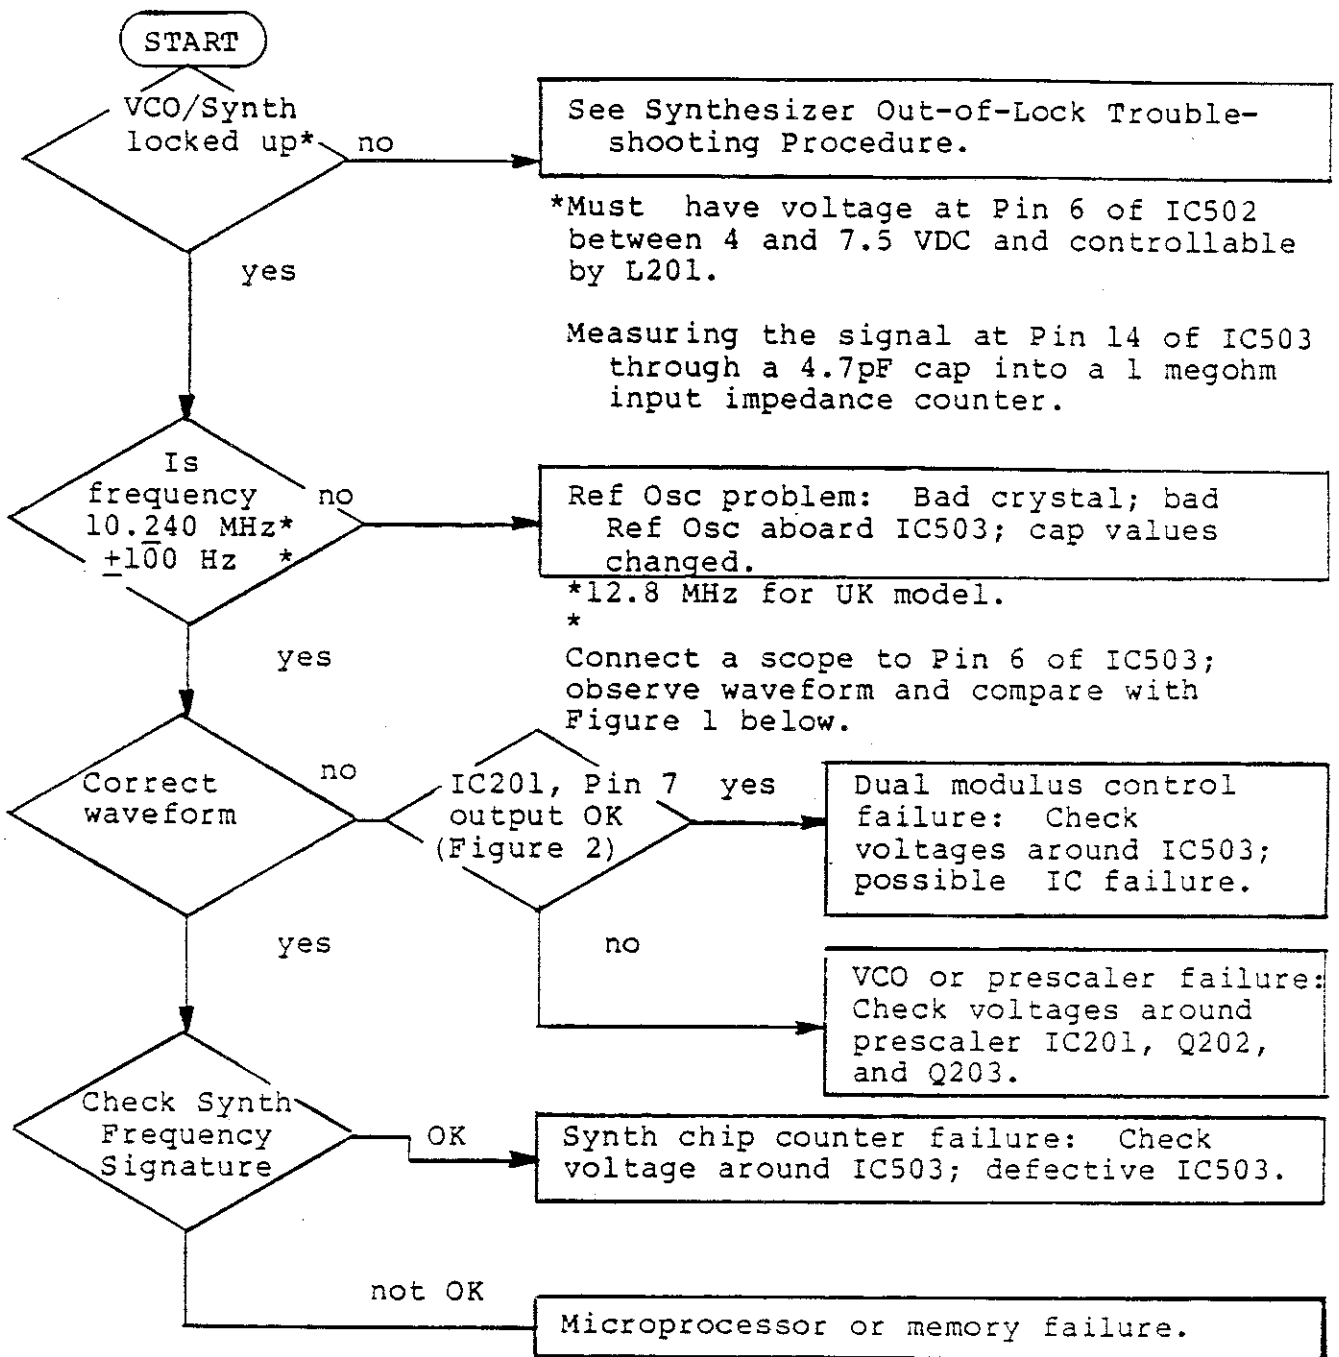 START
VCO/Synth
locked up*
no
See Synthesizer Out-of-Lock Trouble-
shooting Procedure.
*Must have voltage at Pin 6 of IC502
between 4 and 7.5 VDC and controllable
by L201.
yes
Measuring the signal at Pin 14 of IC503
through a 4.7pF cap into a 1 megohm
input impedance counter.
Is
frequency
10.240 MHz*
±100 Hz *
no
Ref Osc problem: Bad crystal; bad
Ref Osc aboard IC503; cap values
changed.
*12.8 MHz for UK model.
*
yes
Connect a scope to Pin 6 of IC503;
observe waveform and compare with
Figure 1 below.
Correct
waveform
no
IC201, Pin 7
output OK
(Figure 2)
yes
Dual modulus control
failure: Check
voltages around IC503;
possible IC failure.
yes
no
VCO or prescaler failure:
Check voltages around
prescaler IC201, Q202,
and Q203.
Check Synth
Frequency
Signature
OK
Synth chip counter failure: Check
voltage around IC503; defective IC503.
not OK
Microprocessor or memory failure.